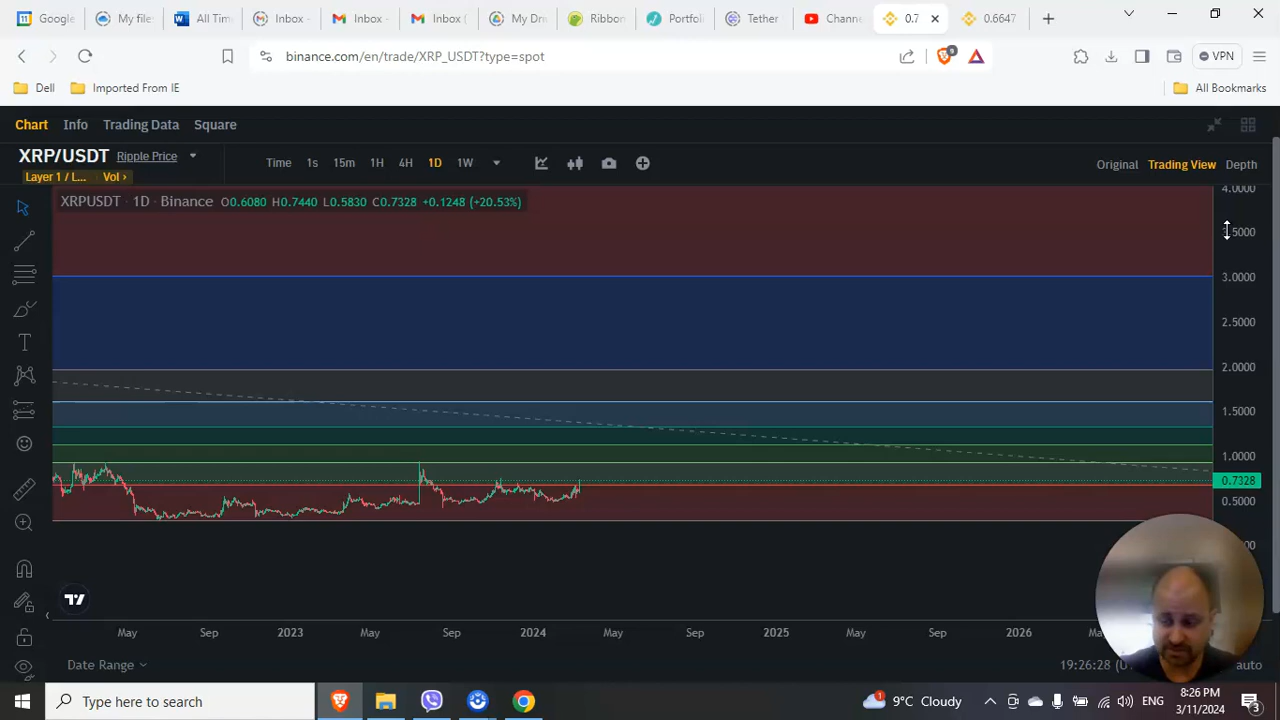 Google
My files
All Time
Inbox
Inbox
Inbox (
My Dri
Ribbon
Portfoli
Tether
Chann
0.7
0.6647
binance.com/en/trade/XRP_USDT?type=spot
9
VPN
Dell
Imported From IE
All Bookmarks
Chart Info Trading Data Square
XRP/USDT Ripple Price
Time 1s 15m 1H 4H 1D 1W
Original Trading View Depth
Layer 1 / L... Vol ›
XRPUSDT · 1D · Binance O0.6080 H0.7440 L0.5830 C0.7328 +0.1248 (+20.53%)
4.0000
3.5000
3.0000
2.5000
2.0000
1.5000
1.0000
0.7328
0.5000
May Sep 2023 May Sep 2024 May Sep 2025 May Sep 2026
Date Range
19:26:28 (U
auto
Type here to search
1
9°C Cloudy
ENG
8:26 PM
3/11/2024
3